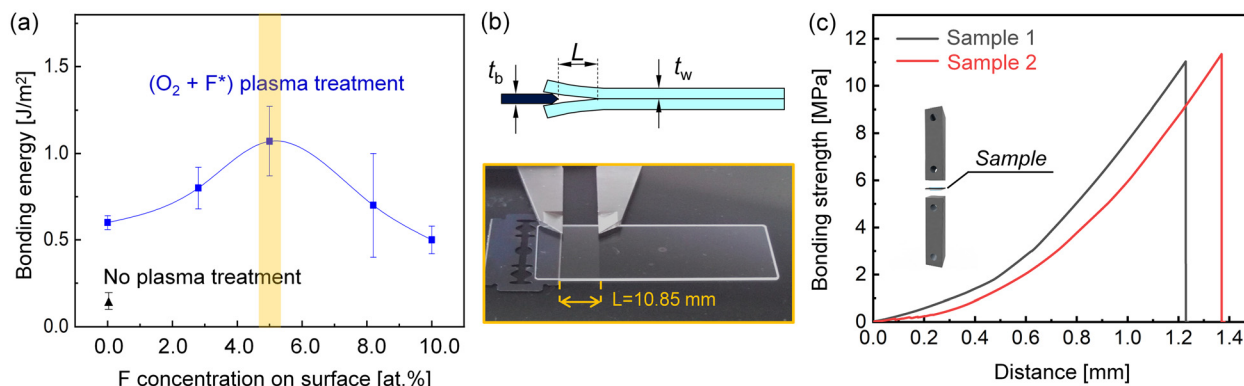 (a)
Bonding energy [J/m²]
1.5
1.0
0.5
0.0
(O₂ + F*) plasma treatment
No plasma treatment
0.0 2.0 4.0 6.0 8.0 10.0
F concentration on surface [at.%]
(b)
L
t_b
t_w
L=10.85 mm
(c)
Bonding strength [MPa]
12
10
8
6
4
2
0
Sample 1
Sample 2
Sample
0.0 0.2 0.4 0.6 0.8 1.0 1.2 1.4
Distance [mm]